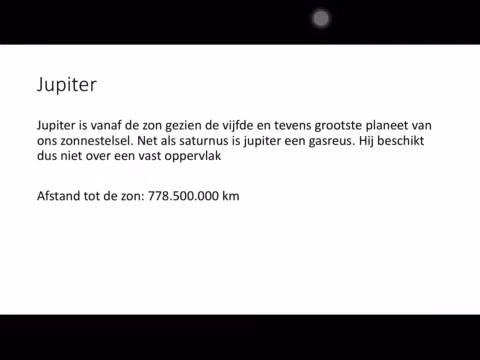 Jupiter
Jupiter is vanaf de zon gezien de vijfde en tevens grootste planeet van
ons zonnestelsel. Net als saturnus is jupiter een gasreus. Hij beschikt
dus niet over een vast oppervlak
Afstand tot de zon: 778.500.000 km